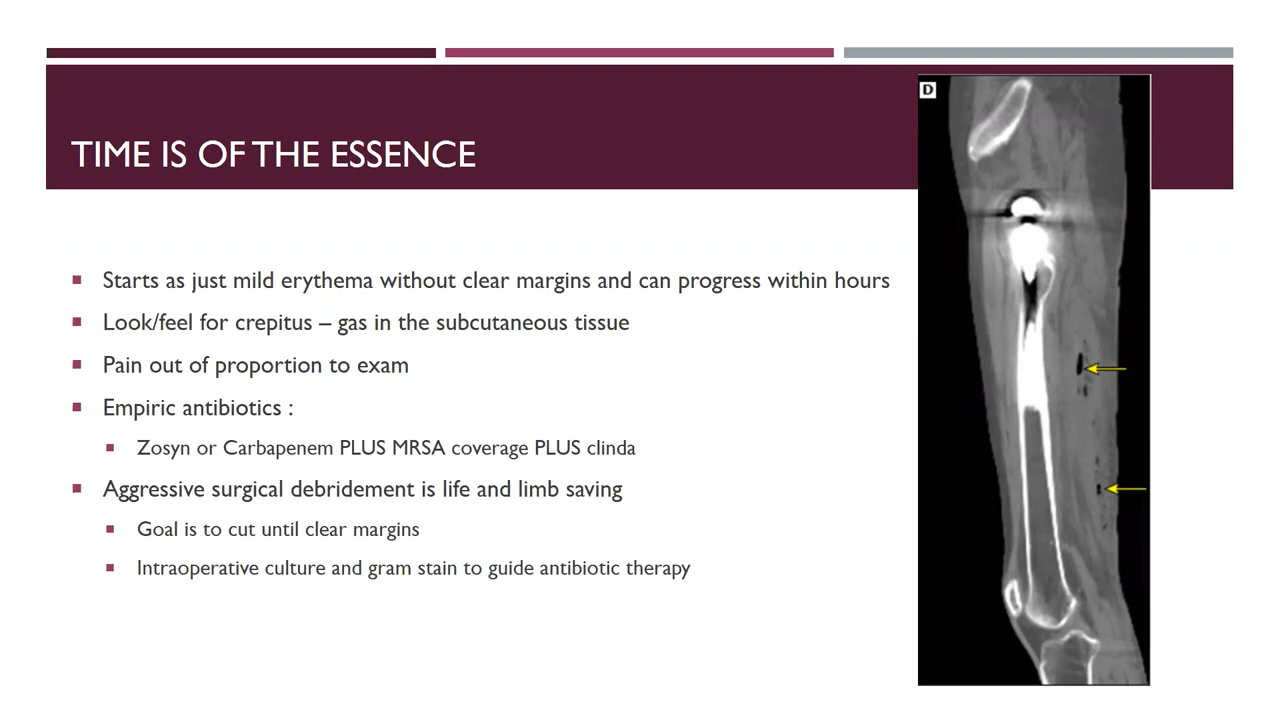 TIME IS OF THE ESSENCE
D
Starts as just mild erythema without clear margins and can progress within hours
Look/feel for crepitus – gas in the subcutaneous tissue
Pain out of proportion to exam
Empiric antibiotics :
Zosyn or Carbapenem PLUS MRSA coverage PLUS clinda
Aggressive surgical debridement is life and limb saving
Goal is to cut until clear margins
Intraoperative culture and gram stain to guide antibiotic therapy